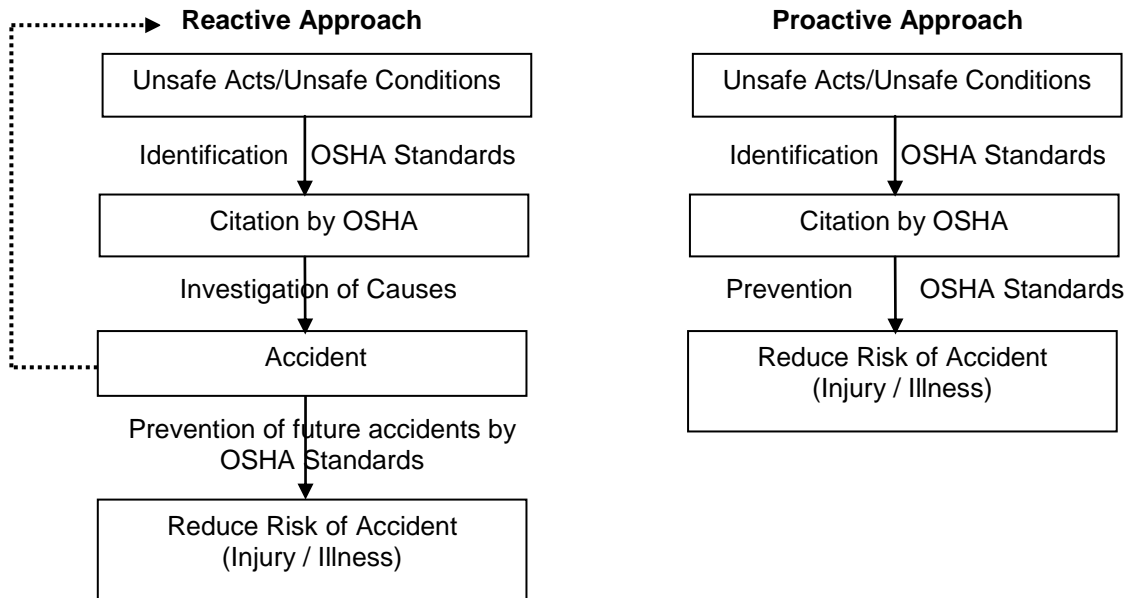 Reactive Approach
Unsafe Acts/Unsafe Conditions
Identification OSHA Standards
Citation by OSHA
Investigation of Causes
Accident
Prevention of future accidents by
OSHA Standards
Reduce Risk of Accident
(Injury / Illness)
Proactive Approach
Unsafe Acts/Unsafe Conditions
Identification OSHA Standards
Citation by OSHA
Prevention OSHA Standards
Reduce Risk of Accident
(Injury / Illness)